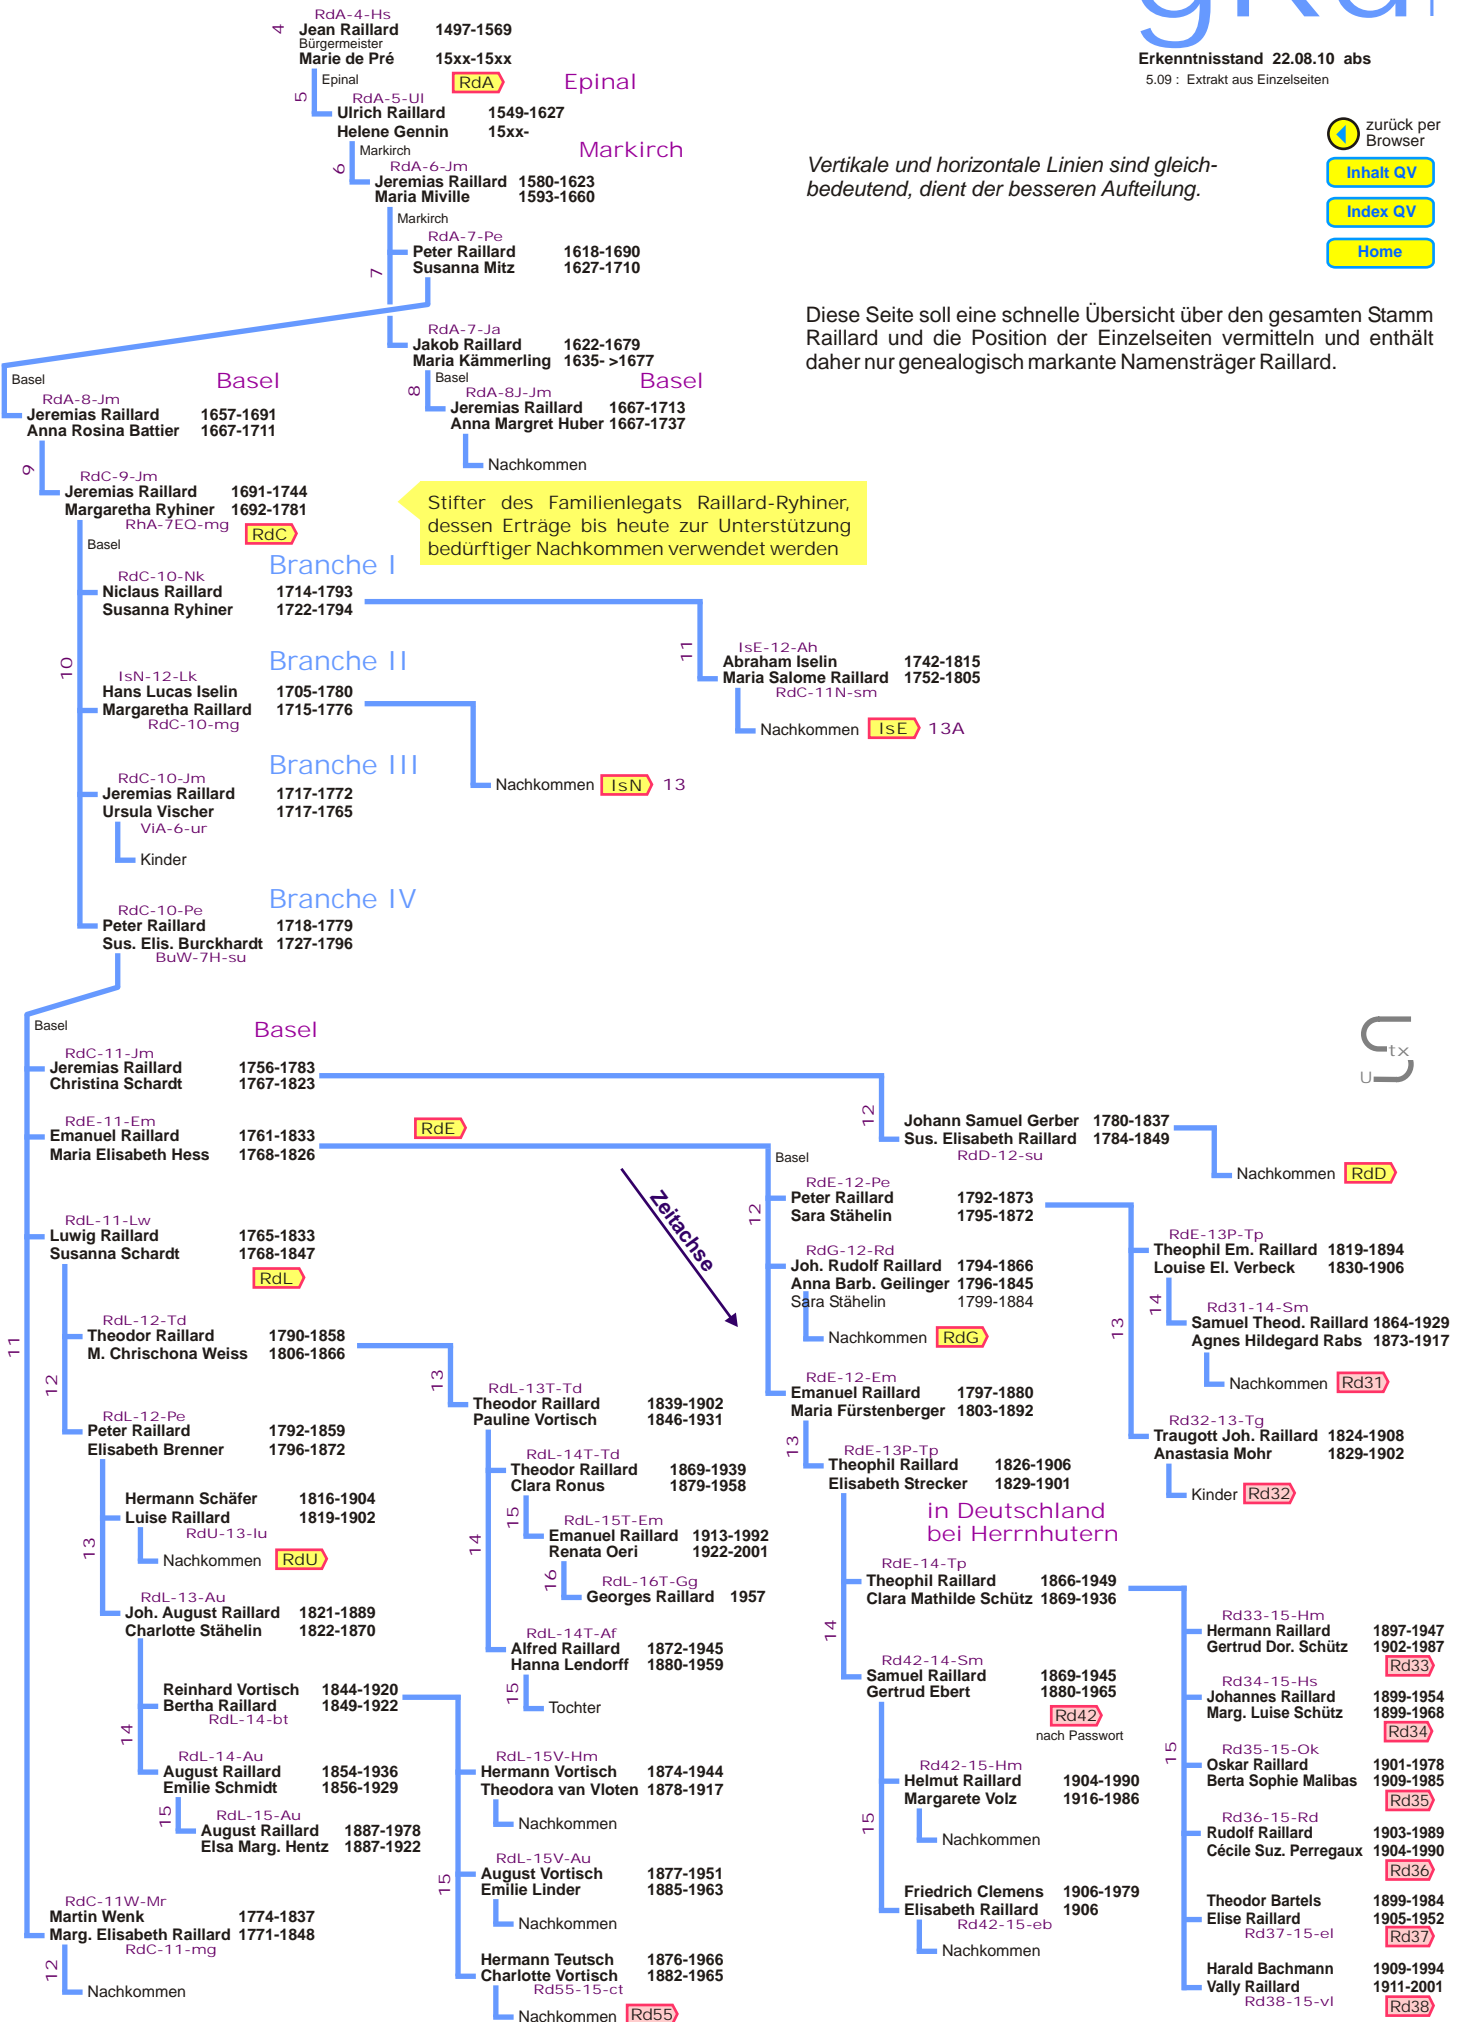 gRd
Erkenntnisstand 22.08.10 abs
5.09 : Extrakt aus Einzelseiten
zurück per
Browser
Inhalt QV
Index QV
Home
Vertikale und horizontale Linien sind gleich-
bedeutend, dient der besseren Aufteilung.
Diese Seite soll eine schnelle Übersicht über den gesamten Stamm
Raillard und die Position der Einzelseiten vermitteln und enthält
daher nur genealogisch markante Namensträger Raillard.
4
RdA-4-Hs
Jean Raillard 1497-1569
Bürgermeister
Marie de Pré 15xx-15xx
Epinal
RdA
Epinal
5
RdA-5-Ul
Ulrich Raillard 1549-1627
Helene Gennin 15xx-
Markirch
Markirch
6
RdA-6-Jm
Jeremias Raillard 1580-1623
Maria Miville 1593-1660
Markirch
7
RdA-7-Pe
Peter Raillard 1618-1690
Susanna Mitz 1627-1710
RdA-7-Ja
Jakob Raillard 1622-1679
Maria Kämmerling 1635- >1677
Basel
Basel
8
RdA-8J-Jm
Jeremias Raillard 1667-1713
Anna Margret Huber 1667-1737
Nachkommen
Basel
Basel
RdA-8-Jm
Jeremias Raillard 1657-1691
Anna Rosina Battier 1667-1711
9
RdC-9-Jm
Jeremias Raillard 1691-1744
Margaretha Ryhiner 1692-1781
RhA-7EQ-mg
RdC
Basel
Stifter des Familienlegats Raillard-Ryhiner,
dessen Erträge bis heute zur Unterstützung
bedürftiger Nachkommen verwendet werden
10
Branche I
RdC-10-Nk
Niclaus Raillard 1714-1793
Susanna Ryhiner 1722-1794
11
IsE-12-Ah
Abraham Iselin 1742-1815
Maria Salome Raillard 1752-1805
RdC-11N-sm
Nachkommen IsE 13A
Branche II
IsN-12-Lk
Hans Lucas Iselin 1705-1780
Margaretha Raillard 1715-1776
RdC-10-mg
Nachkommen IsN 13
Branche III
RdC-10-Jm
Jeremias Raillard 1717-1772
Ursula Vischer 1717-1765
ViA-6-ur
Kinder
Branche IV
RdC-10-Pe
Peter Raillard 1718-1779
Sus. Elis. Burckhardt 1727-1796
BuW-7H-su
Basel
Basel
11
tx
U
RdC-11-Jm
Jeremias Raillard 1756-1783
Christina Schardt 1767-1823
12
Johann Samuel Gerber 1780-1837
Sus. Elisabeth Raillard 1784-1849
RdD-12-su
Nachkommen RdD
RdE-11-Em
Emanuel Raillard 1761-1833
Maria Elisabeth Hess 1768-1826
RdE
Zeitachse
Basel
12
RdE-12-Pe
Peter Raillard 1792-1873
Sara Stähelin 1795-1872
13
RdE-13P-Tp
Theophil Em. Raillard 1819-1894
Louise El. Verbeck 1830-1906
14
Rd31-14-Sm
Samuel Theod. Raillard 1864-1929
Agnes Hildegard Rabs 1873-1917
Nachkommen Rd31
Rd32-13-Tg
Traugott Joh. Raillard 1824-1908
Anastasia Mohr 1829-1902
Kinder Rd32
RdG-12-Rd
Joh. Rudolf Raillard 1794-1866
Anna Barb. Geilinger 1796-1845
Sara Stähelin 1799-1884
Nachkommen RdG
RdE-12-Em
Emanuel Raillard 1797-1880
Maria Fürstenberger 1803-1892
13
RdE-13P-Tp
Theophil Raillard 1826-1906
Elisabeth Strecker 1829-1901
in Deutschland
bei Herrnhutern
14
RdE-14-Tp
Theophil Raillard 1866-1949
Clara Mathilde Schütz 1869-1936
15
Rd33-15-Hm
Hermann Raillard 1897-1947
Gertrud Dor. Schütz 1902-1987
Rd33
Rd34-15-Hs
Johannes Raillard 1899-1954
Marg. Luise Schütz 1899-1968
Rd34
Rd35-15-Ok
Oskar Raillard 1901-1978
Berta Sophie Malibas 1909-1985
Rd35
Rd36-15-Rd
Rudolf Raillard 1903-1989
Cécile Suz. Perregaux 1904-1990
Rd36
Theodor Bartels 1899-1984
Elise Raillard 1905-1952
Rd37-15-el
Rd37
Harald Bachmann 1909-1994
Vally Raillard 1911-2001
Rd38-15-vl
Rd38
Rd42-14-Sm
Samuel Raillard 1869-1945
Gertrud Ebert 1880-1965
Rd42
nach Passwort
15
Rd42-15-Hm
Helmut Raillard 1904-1990
Margarete Volz 1916-1986
Nachkommen
Friedrich Clemens 1906-1979
Elisabeth Raillard 1906
Rd42-15-eb
Nachkommen
RdL-11-Lw
Luwig Raillard 1765-1833
Susanna Schardt 1768-1847
RdL
12
RdL-12-Td
Theodor Raillard 1790-1858
M. Chrischona Weiss 1806-1866
13
RdL-13T-Td
Theodor Raillard 1839-1902
Pauline Vortisch 1846-1931
14
RdL-14T-Td
Theodor Raillard 1869-1939
Clara Ronus 1879-1958
15
RdL-15T-Em
Emanuel Raillard 1913-1992
Renata Oeri 1922-2001
16
RdL-16T-Gg
Georges Raillard 1957
RdL-14T-Af
Alfred Raillard 1872-1945
Hanna Lendorff 1880-1959
15
Tochter
RdL-12-Pe
Peter Raillard 1792-1859
Elisabeth Brenner 1796-1872
13
Hermann Schäfer 1816-1904
Luise Raillard 1819-1902
RdU-13-lu
Nachkommen RdU
RdL-13-Au
Joh. August Raillard 1821-1889
Charlotte Stähelin 1822-1870
14
Reinhard Vortisch 1844-1920
Bertha Raillard 1849-1922
RdL-14-bt
RdL-14-Au
August Raillard 1854-1936
Emilie Schmidt 1856-1929
15
RdL-15-Au
August Raillard 1887-1978
Elsa Marg. Hentz 1887-1922
15
RdL-15V-Hm
Hermann Vortisch 1874-1944
Theodora van Vloten 1878-1917
Nachkommen
RdL-15V-Au
August Vortisch 1877-1951
Emilie Linder 1885-1963
Nachkommen
Hermann Teutsch 1876-1966
Charlotte Vortisch 1882-1965
Rd55-15-ct
Nachkommen Rd55
RdC-11W-Mr
Martin Wenk 1774-1837
Marg. Elisabeth Raillard 1771-1848
RdC-11-mg
12
Nachkommen